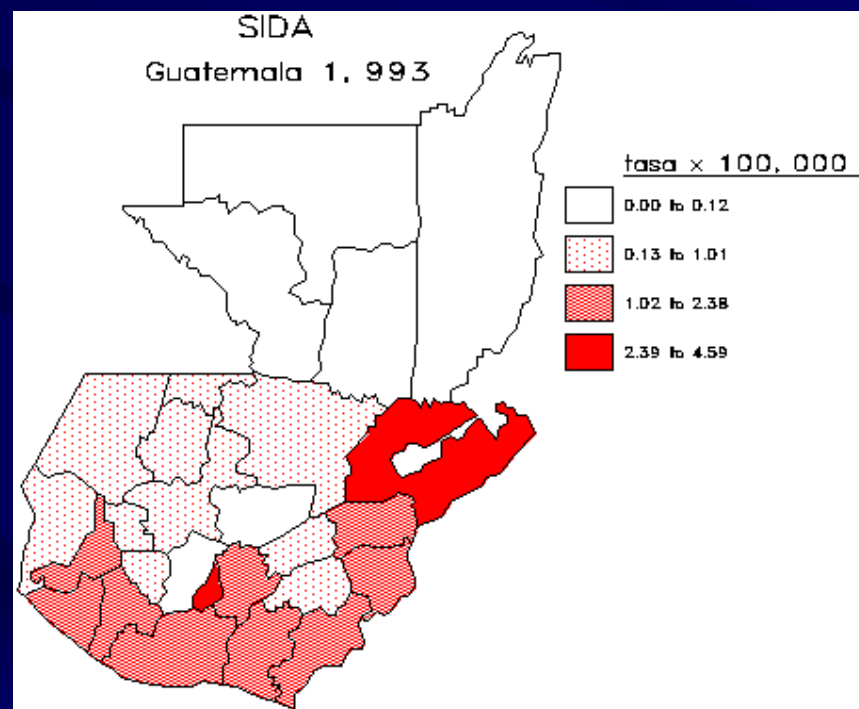 SIDA
Guatemala 1, 993
tasa x 100, 000
0.00 to 0.12
0.13 to 1.01
1.02 to 2.38
2.39 to 4.59